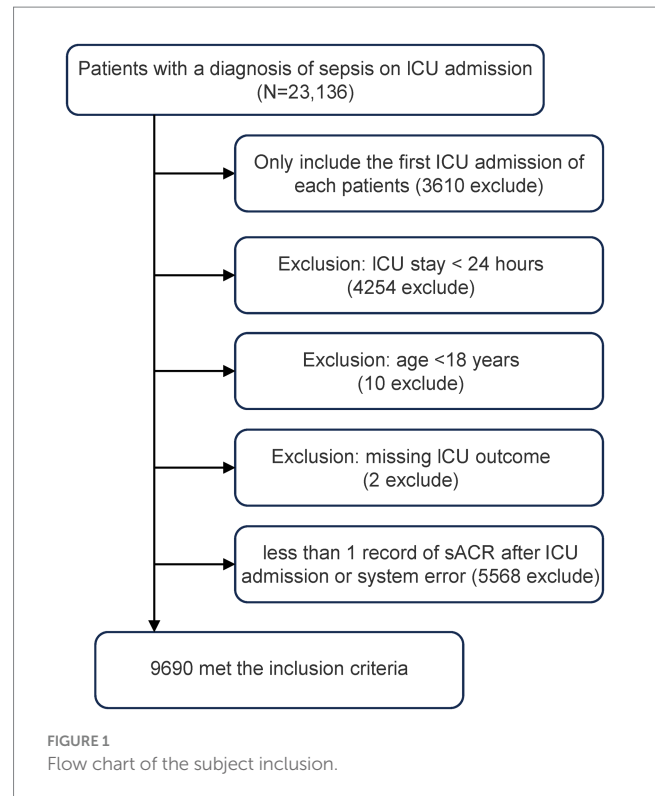 Patients with a diagnosis of sepsis on ICU admission
(N=23,136)
Only include the first ICU admission of
each patients (3610 exclude)
Exclusion: ICU stay < 24 hours
(4254 exclude)
Exclusion: age <18 years
(10 exclude)
Exclusion: missing ICU outcome
(2 exclude)
less than 1 record of sACR after ICU
admission or system error (5568 exclude)
9690 met the inclusion criteria
FIGURE 1
Flow chart of the subject inclusion.